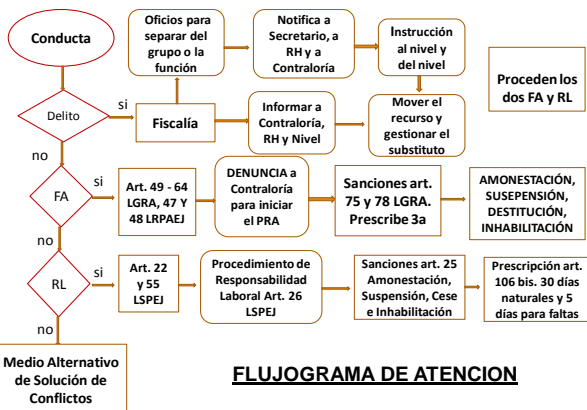 Conducta
Oficios para
separar del
grupo o la
función
Notifica a
Secretario, a
RH y a
Contraloría
Instrucción
al nivel y
del nivel
Proceden los
dos FA y RL
Delito
si
Fiscalía
Informar a
Contraloría,
RH y Nivel
Mover el
recurso y
gestionar el
substituto
no
FA
si
Art. 49 - 64
LGRA, 47 Y
48 LRPAEJ
DENUNCIA a
Contraloría
para iniciar
el PRA
Sanciones art.
75 y 78 LGRA.
Prescribe 3a
AMONESTACIÓN,
SUSEPENSIÓN,
DESTITUCIÓN,
INHABILITACIÓN
no
RL
si
Art. 22
y 55
LSPEJ
Procedimiento de
Responsabilidad
Laboral Art. 26
LSPEJ
Sanciones art. 25
Amonestación,
Suspensión, Cese
e Inhabilitación
Prescripción art.
106 bis. 30 días
naturales y 5
días para faltas
no
Medio Alternativo
de Solución de
Conflictos
FLUJOGRAMA DE ATENCION